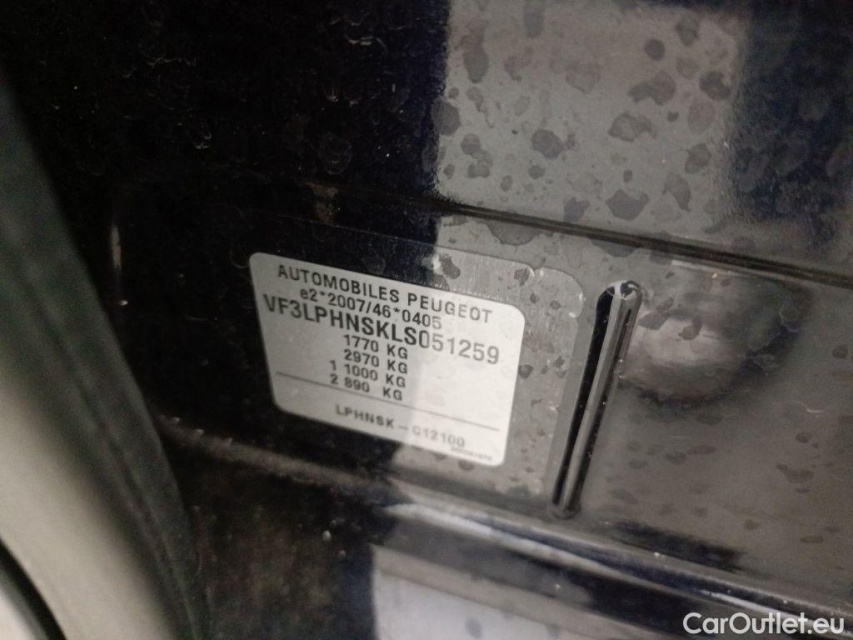 AUTOMOBILES PEUGEOT
e2*2007/46*0405
VF3LPHNSKLS051259
1770 KG
2970 KG
1 1000 KG
2 890 KG
LPHNSK - G12100
CarOutlet.eu